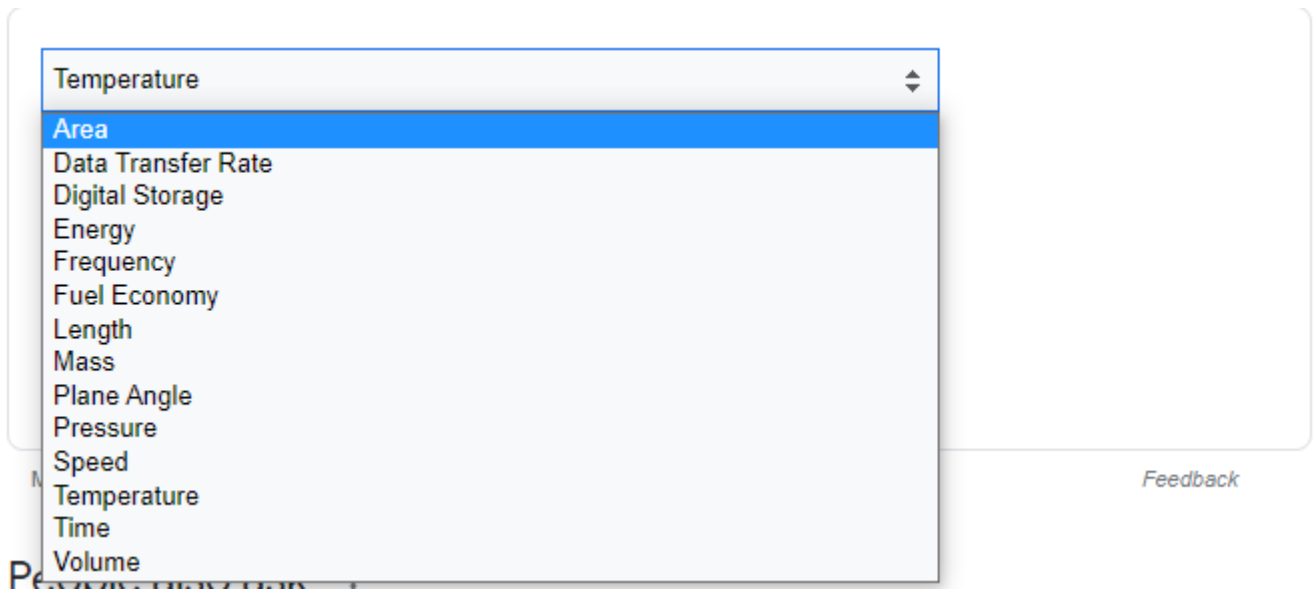 Temperature
Area
Data Transfer Rate
Digital Storage
Energy
Frequency
Fuel Economy
Length
Mass
Plane Angle
Pressure
Speed
Temperature
Time
Volume
Feedback